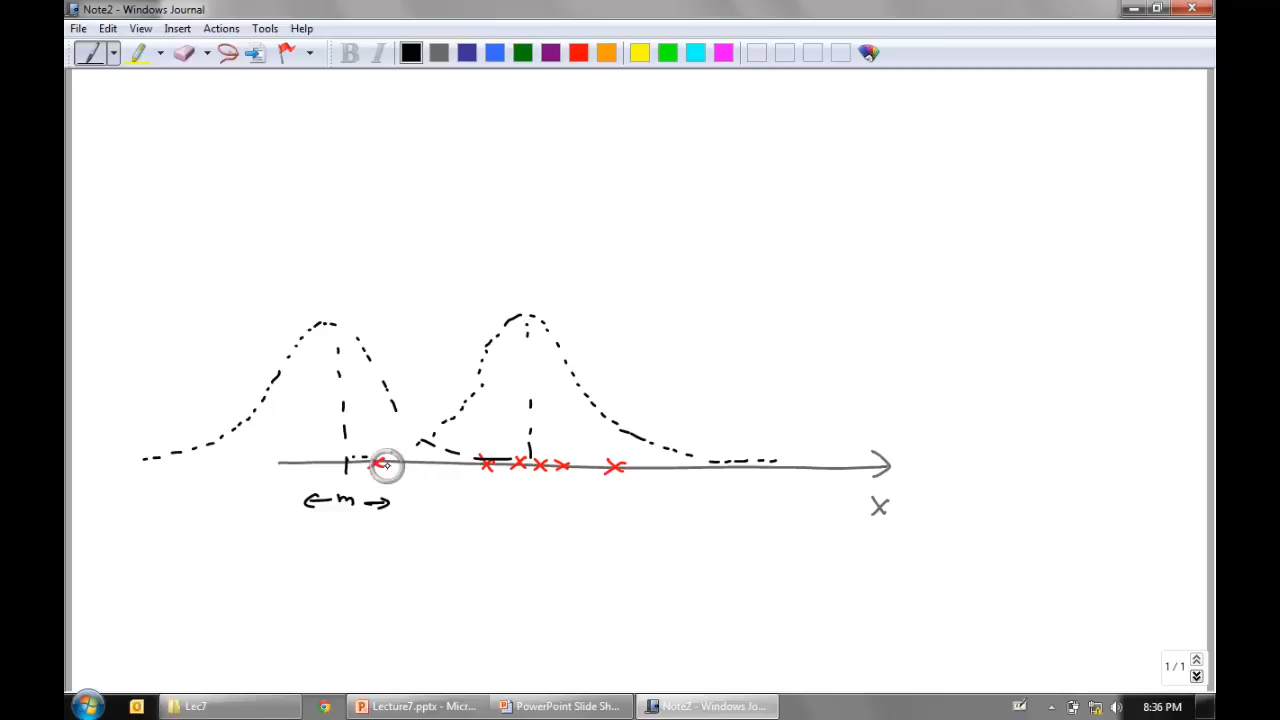 Note2 - Windows Journal
File Edit View Insert Actions Tools Help
B I
m
x
1 / 1
Lec7
Lecture7.pptx - Micr...
PowerPoint Slide Sh...
Note2 - Windows Jo...
8:36 PM